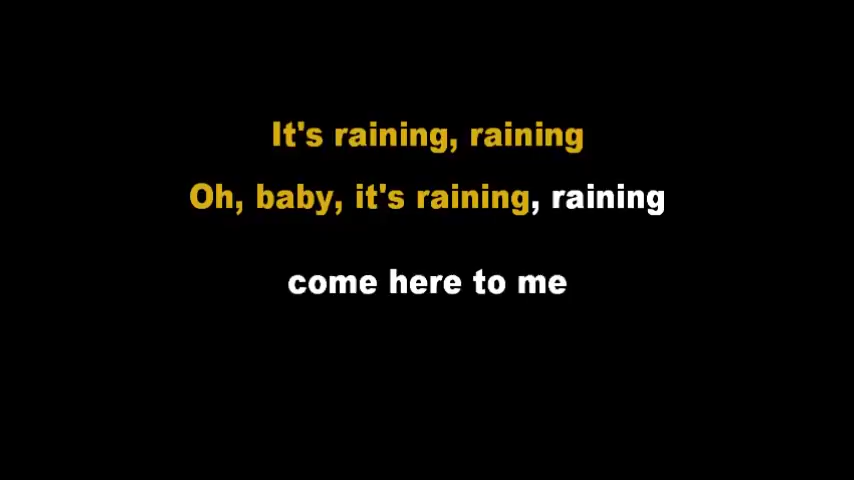 It's raining, raining
Oh, baby, it's raining, raining
come here to me